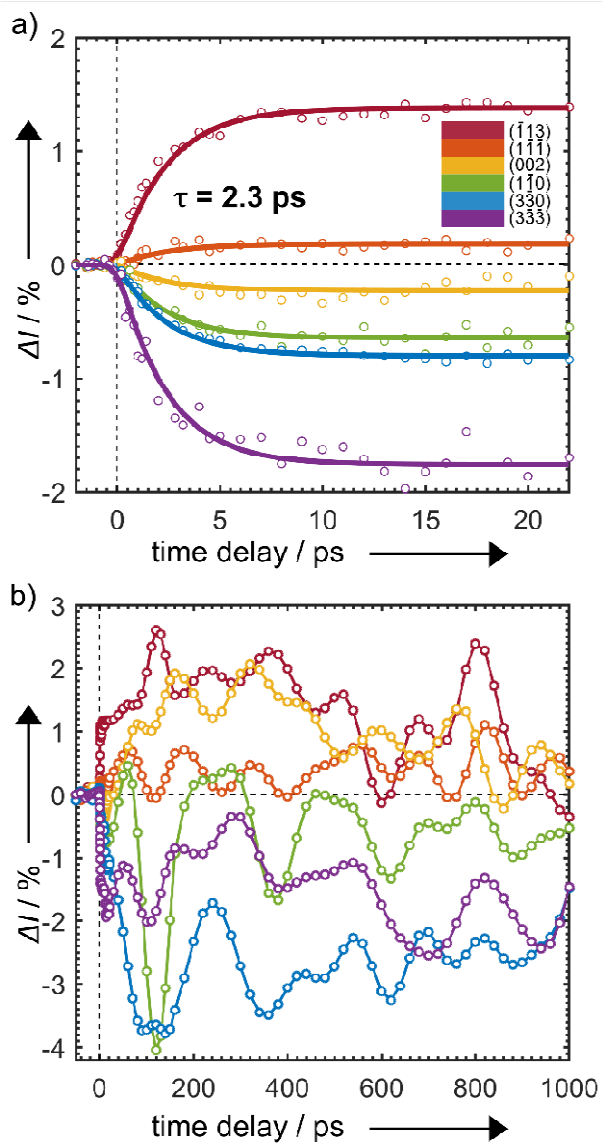 a)
2
1
0
-1
-2
ΔI / %
τ = 2.3 ps
(1̄13)
(11̄1̄)
(002)
(11̄0)
(33̄0)
(33̄3̄)
0 5 10 15 20
time delay / ps
b)
3
2
1
0
-1
-2
-3
-4
ΔI / %
0 200 400 600 800 1000
time delay / ps